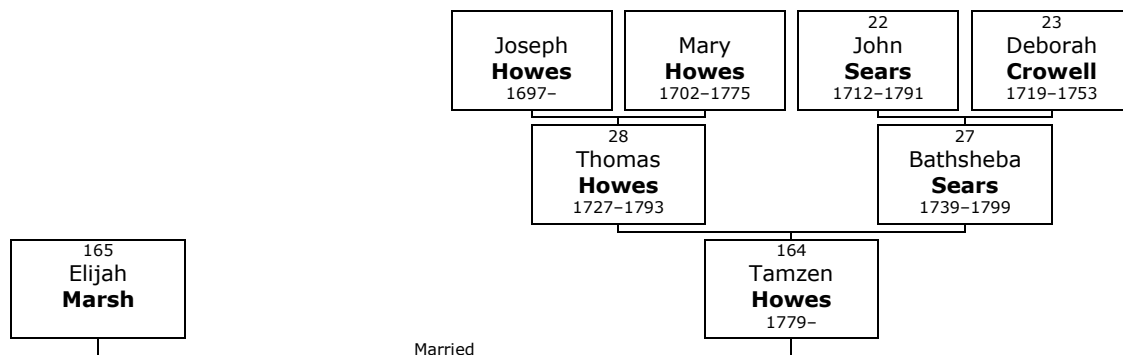 Joseph
Howes
1697–
Mary
Howes
1702–1775
22
John
Sears
1712–1791
23
Deborah
Crowell
1719–1753
28
Thomas
Howes
1727–1793
27
Bathsheba
Sears
1739–1799
165
Elijah
Marsh
164
Tamzen
Howes
1779–
Married